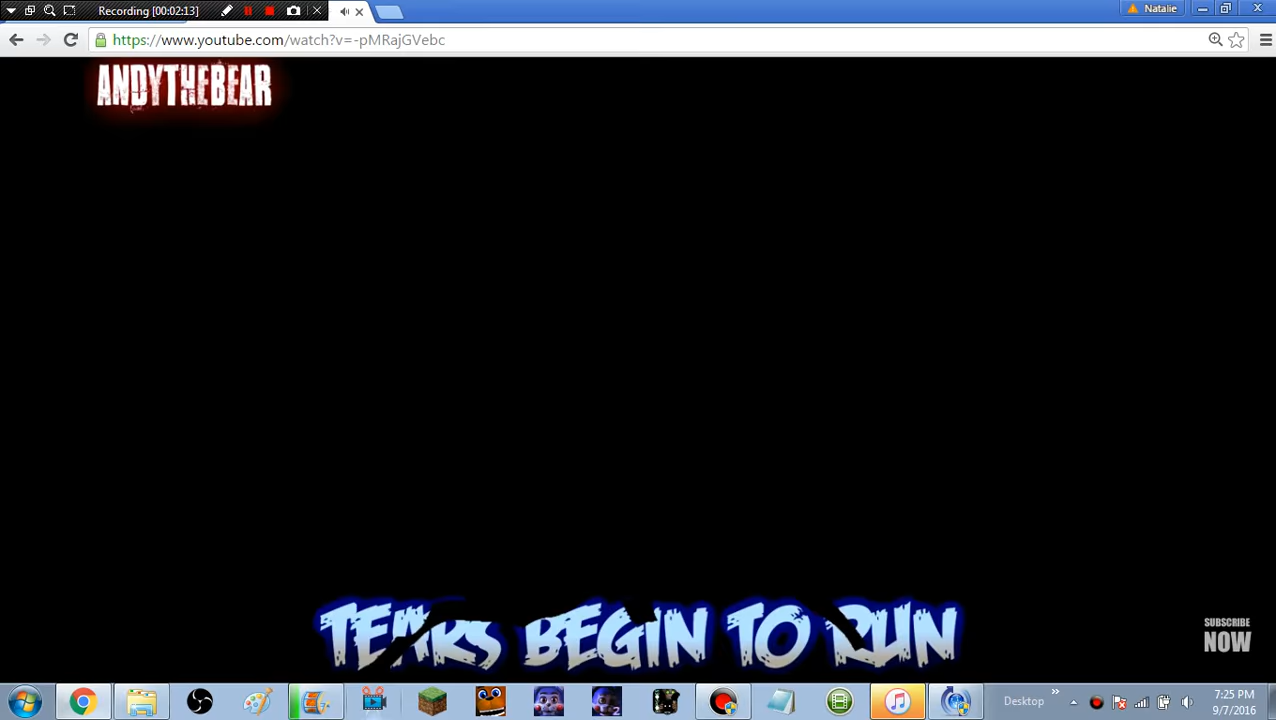 Recording [00:02:13]
Natalie
https://www.youtube.com/watch?v=-pMRajGVebc
ANDYTHEBEAR
TEARS BEGIN TO RUN
SUBSCRIBE
NOW
2
Desktop
»
7:25 PM
9/7/2016